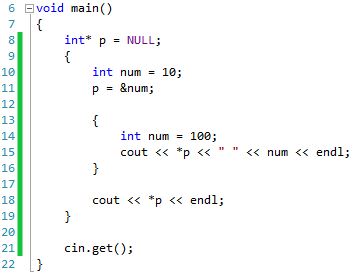 6 void main()
7 {
8 int* p = NULL;
9 {
10 int num = 10;
11 p = &num;
12
13 {
14 int num = 100;
15 cout << *p << " " << num << endl;
16 }
17
18 cout << *p << endl;
19 }
20
21 cin.get();
22 }